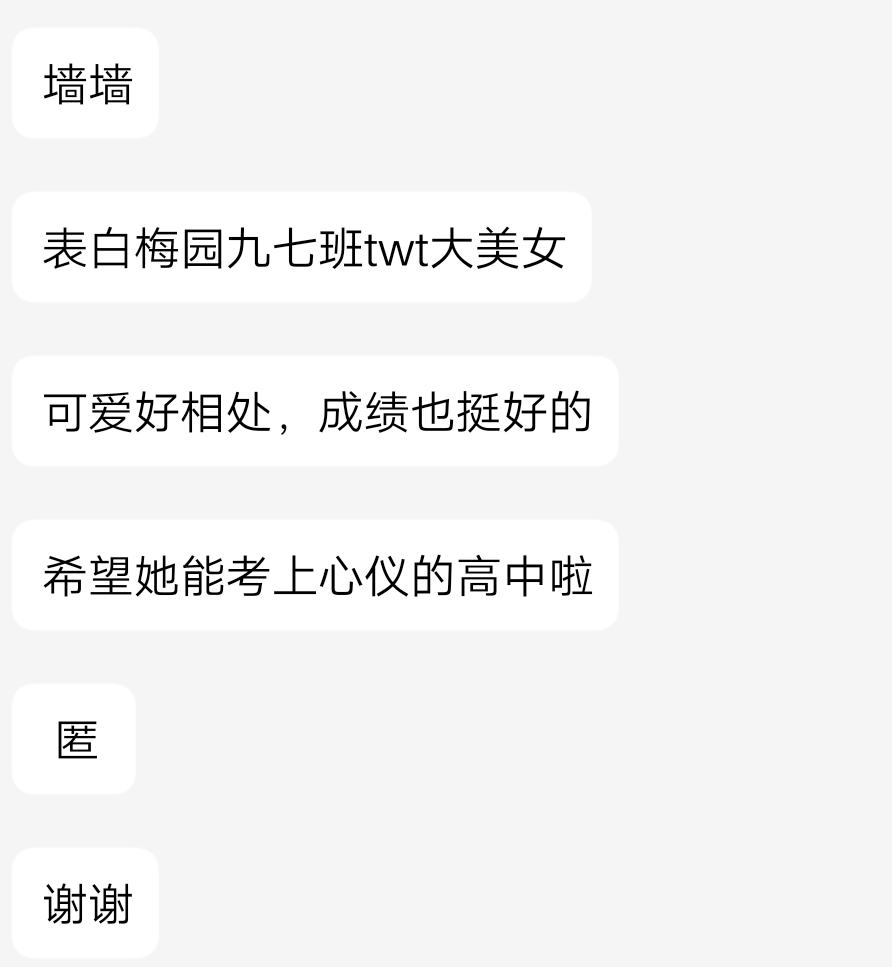 墙墙
表白梅园九七班twt大美女
可爱好相处，成绩也挺好的
希望她能考上心仪的高中啦
匿
谢谢